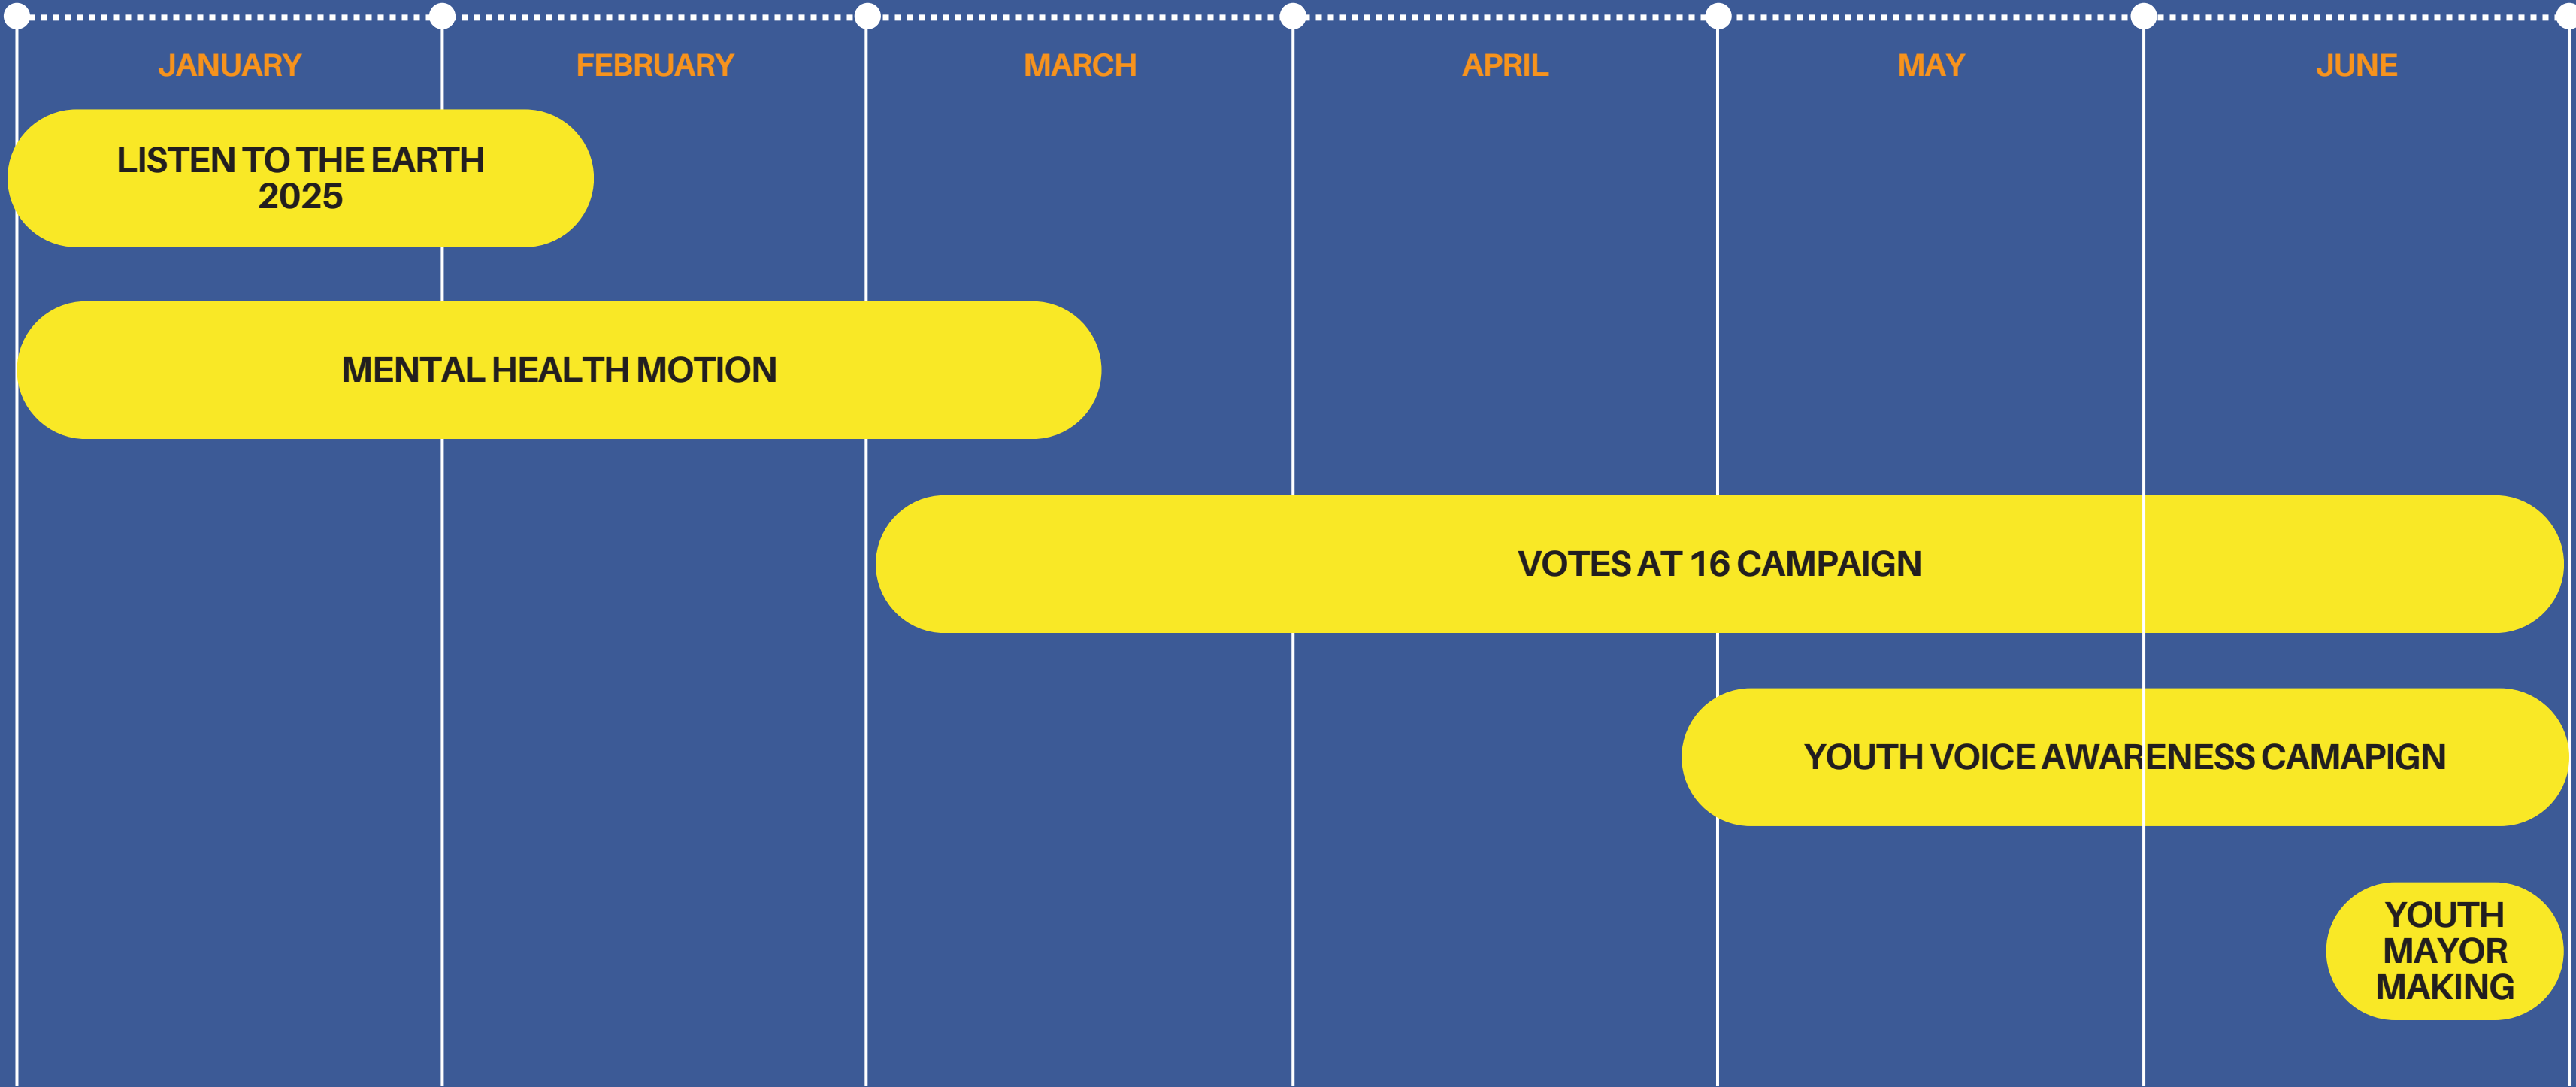 JANUARY
FEBRUARY
MARCH
APRIL
MAY
JUNE
LISTEN TO THE EARTH
2025
MENTAL HEALTH MOTION
VOTES AT 16 CAMPAIGN
YOUTH VOICE AWARENESS CAMAPIGN
YOUTH
MAYOR
MAKING